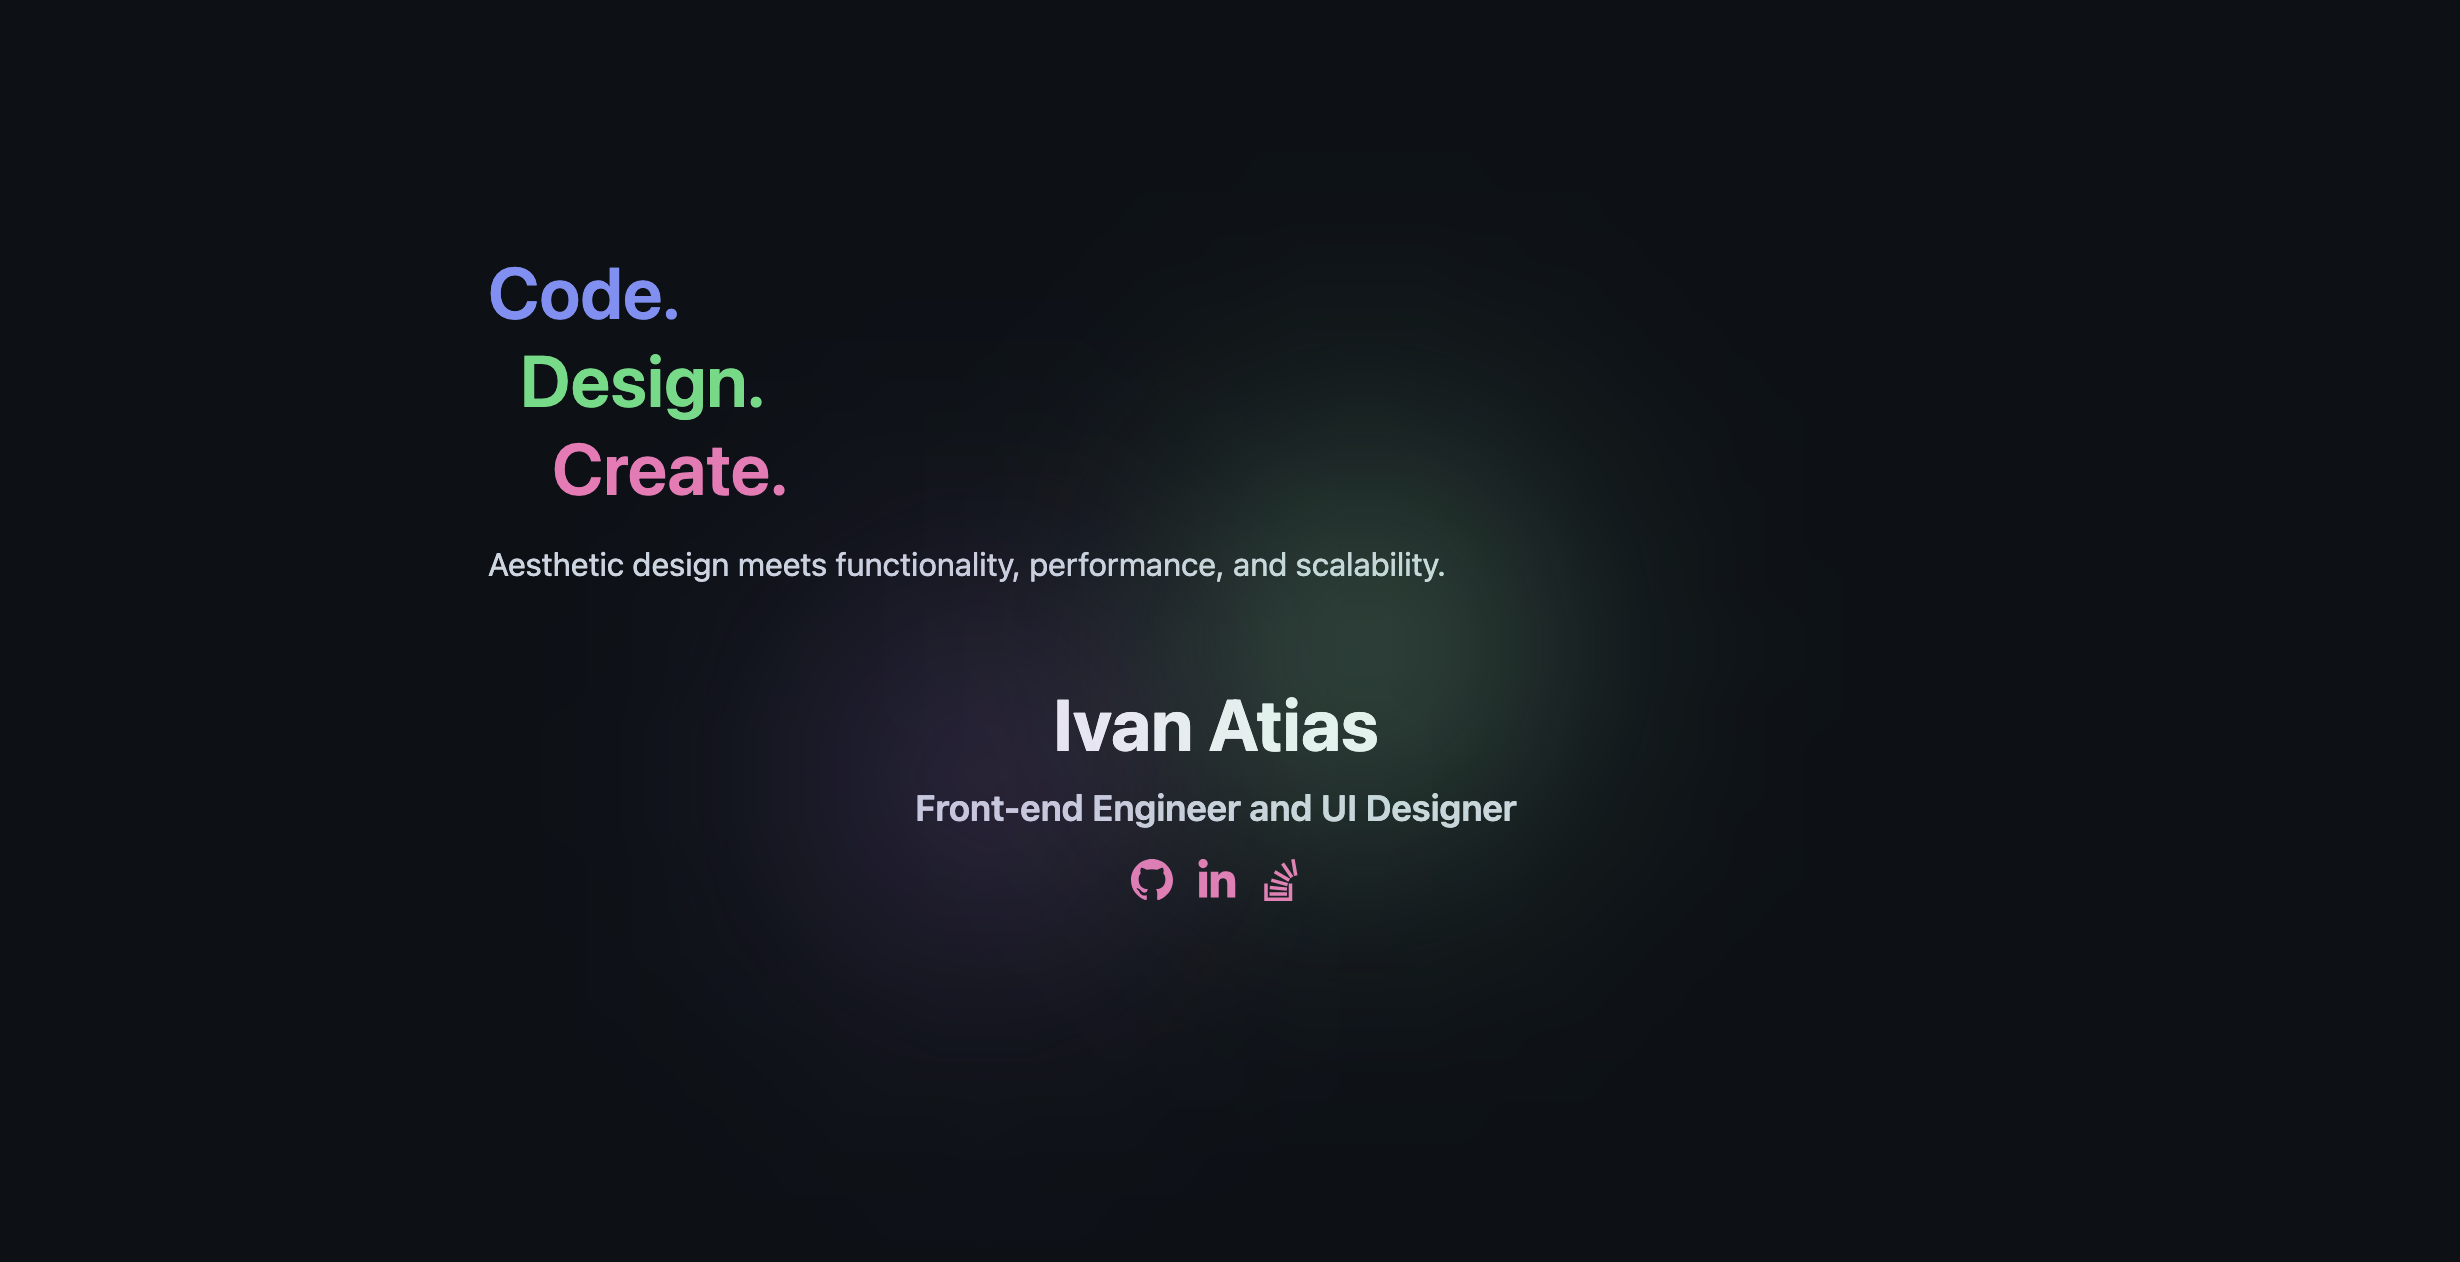 Code.
Design.
Create.
Aesthetic design meets functionality, performance, and scalability.
Ivan Atias
Front-end Engineer and UI Designer
in